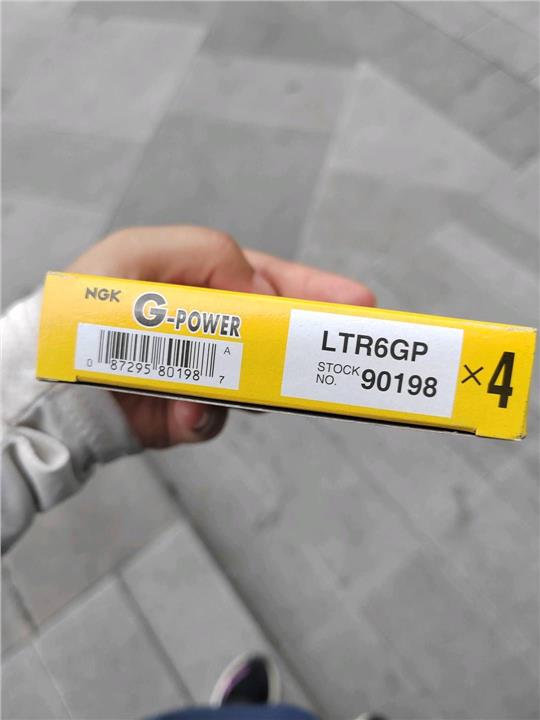 NGK G-POWER
A
0 87295 80198 7
LTR6GP
STOCK NO. 90198
×4